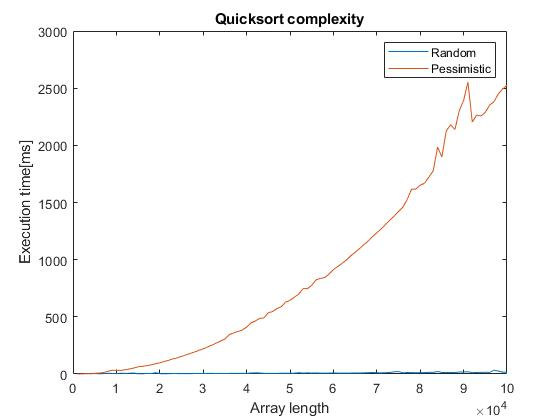 Quicksort complexity
Random
Pessimistic
3000
2500
2000
1500
1000
500
0
Execution time[ms]
0 1 2 3 4 5 6 7 8 9 10
Array length
×10⁴